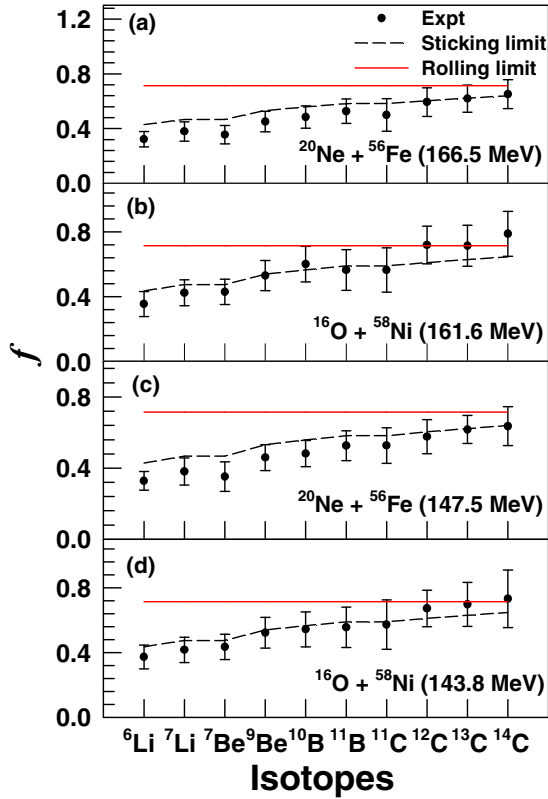 1.2
(a)
Expt
Sticking limit
Rolling limit
0.8
0.4
²⁰Ne + ⁵⁶Fe (166.5 MeV)
0.0
(b)
0.8
0.4
¹⁶O + ⁵⁸Ni (161.6 MeV)
0.0
f
(c)
0.8
0.4
²⁰Ne + ⁵⁶Fe (147.5 MeV)
0.0
(d)
0.8
0.4
¹⁶O + ⁵⁸Ni (143.8 MeV)
0.0
⁶Li ⁷Li ⁷Be ⁹Be ¹⁰B ¹¹B ¹¹C ¹²C ¹³C ¹⁴C
Isotopes